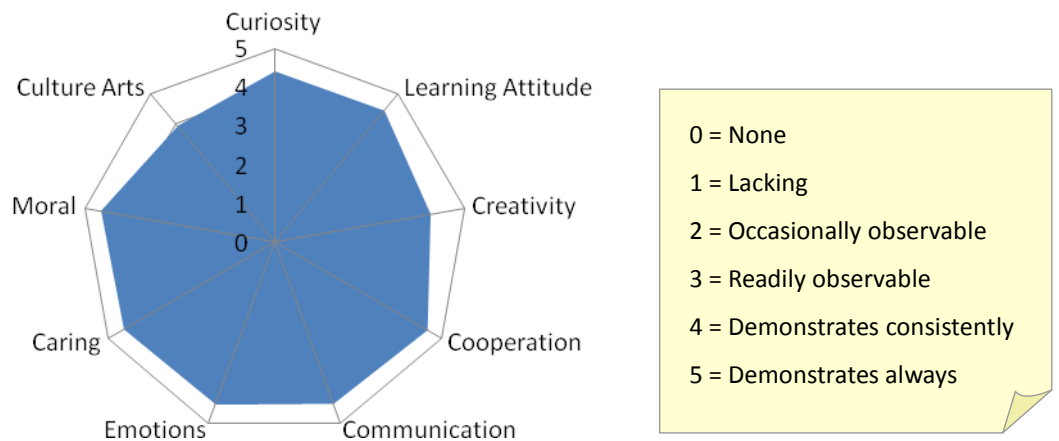 Curiosity
5
4
3
2
1
0
Learning Attitude
Creativity
Cooperation
Communication
Emotions
Caring
Moral
Culture Arts
0 = None
1 = Lacking
2 = Occasionally observable
3 = Readily observable
4 = Demonstrates consistently
5 = Demonstrates always